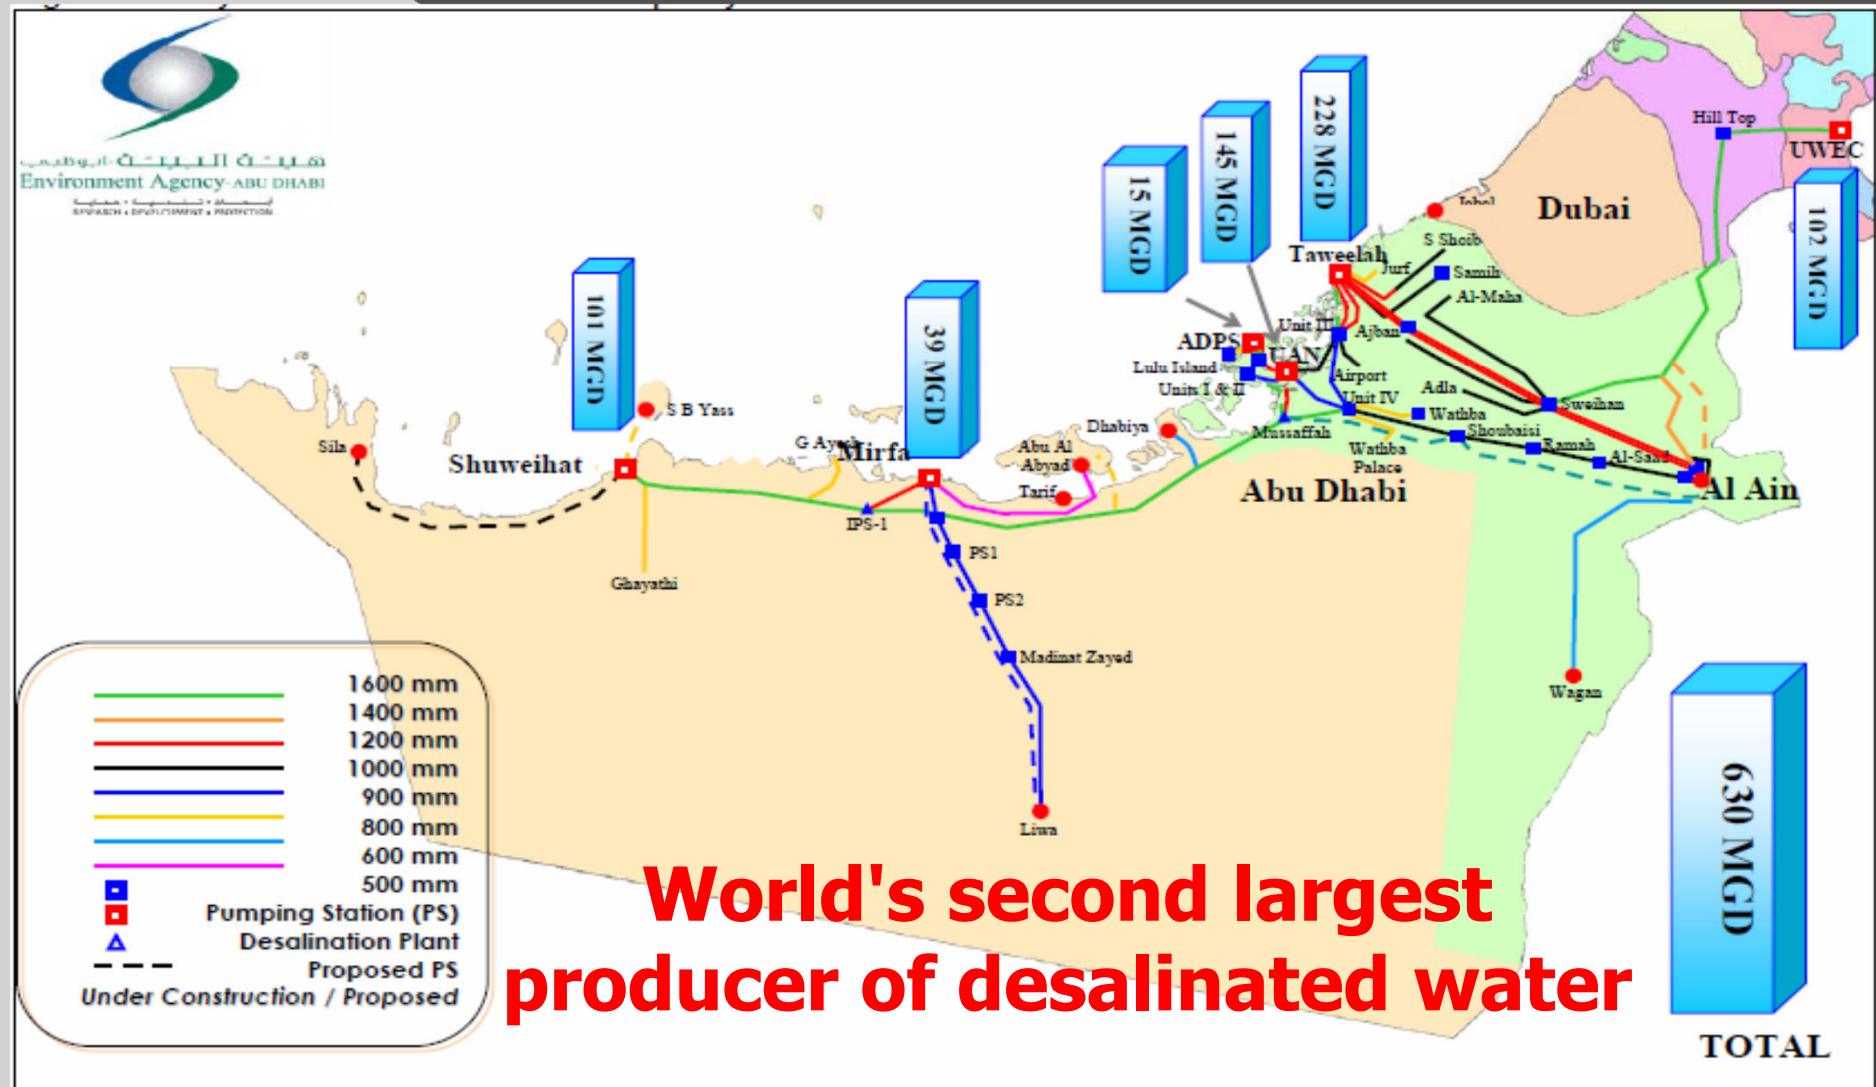 هيئة البيئة - أبوظبي
Environment Agency-ABU DHABI
RESEARCH • DEVELOPMENT • PROTECTION
101 MGD
39 MGD
15 MGD
145 MGD
228 MGD
102 MGD
Hill Top
UWEC
Dubai
S Shoib
Taweelah
Jurf
Samih
Al-Maha
Unit III
Ajban
ADPS
UAN
Lulu Island
Units I & II
Airport
Adla
Unit IV
Sweihan
Wathba
Mussaffah
Shoubaisi
Ramah
Wathba
Palace
Al-Saad
Dhabiya
S B Yass
Sila
Shuweihat
G Ayesh
Mirfa
Abu Al
Abyad
Tarif
Abu Dhabi
Al Ain
IPS-1
PS1
Ghayathi
PS2
Madinat Zayed
Wagan
Liwa
1600 mm
1400 mm
1200 mm
1000 mm
900 mm
800 mm
600 mm
500 mm
Pumping Station (PS)
Desalination Plant
Proposed PS
Under Construction / Proposed
World's second largest
producer of desalinated water
630 MGD
TOTAL